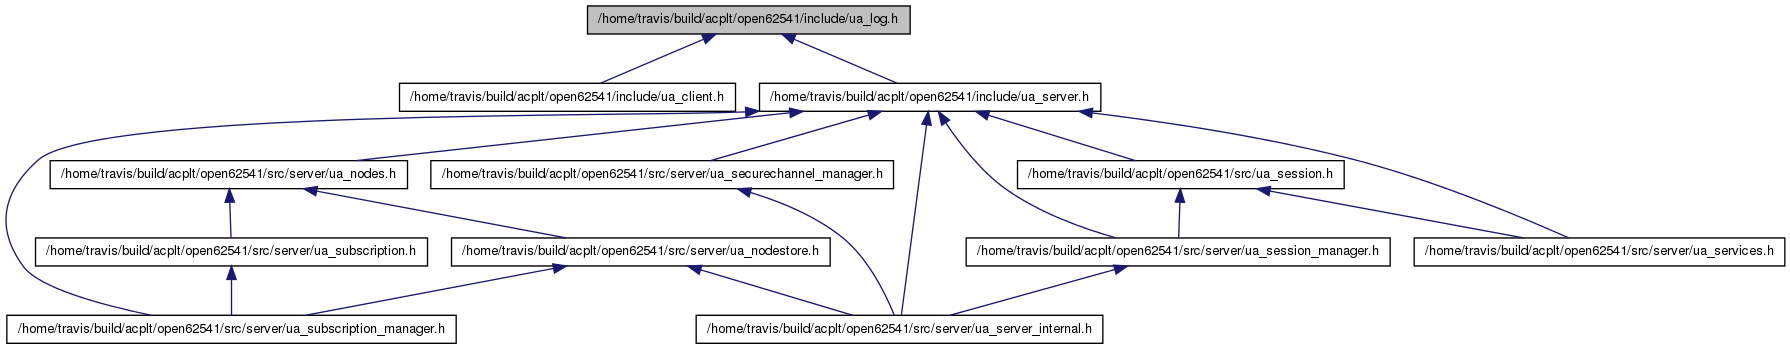 /home/travis/build/acplt/open62541/include/ua_log.h
/home/travis/build/acplt/open62541/include/ua_client.h
/home/travis/build/acplt/open62541/include/ua_server.h
/home/travis/build/acplt/open62541/src/server/ua_nodes.h
/home/travis/build/acplt/open62541/src/server/ua_securechannel_manager.h
/home/travis/build/acplt/open62541/src/ua_session.h
/home/travis/build/acplt/open62541/src/server/ua_subscription.h
/home/travis/build/acplt/open62541/src/server/ua_nodestore.h
/home/travis/build/acplt/open62541/src/server/ua_session_manager.h
/home/travis/build/acplt/open62541/src/server/ua_services.h
/home/travis/build/acplt/open62541/src/server/ua_subscription_manager.h
/home/travis/build/acplt/open62541/src/server/ua_server_internal.h